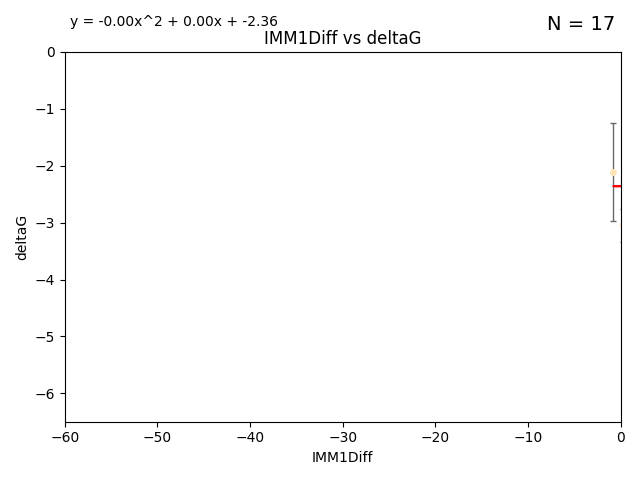 y = -0.00x^2 + 0.00x + -2.36
N = 17
IMM1Diff vs deltaG
0
−1
−2
−3
−4
−5
−6
deltaG
−60
−50
−40
−30
−20
−10
0
IMM1Diff